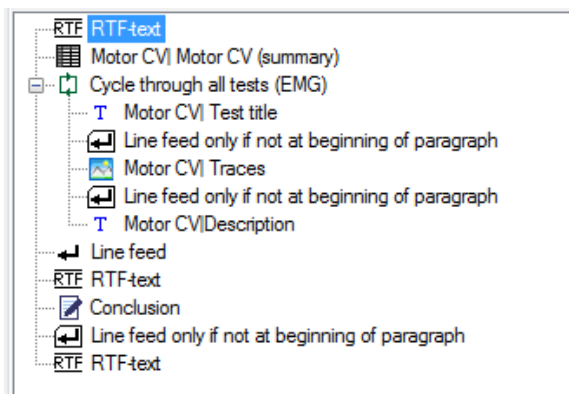 RTF RTF-text
Motor CV| Motor CV (summary)
Cycle through all tests (EMG)
T Motor CV| Test title
Line feed only if not at beginning of paragraph
Motor CV| Traces
Line feed only if not at beginning of paragraph
T Motor CV|Description
Line feed
RTF RTF-text
Conclusion
Line feed only if not at beginning of paragraph
RTF RTF-text